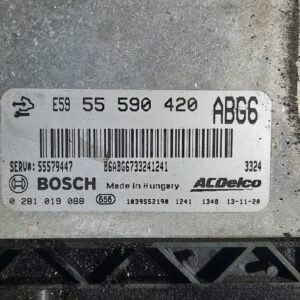 E59 55 590 420 ABG6
SERV#: 55579447 B6ABG6733241241 3324
BOSCH Made in Hungary ACDelco
0 281 019 088 658 1039S52190 1241 1348 13-11-20